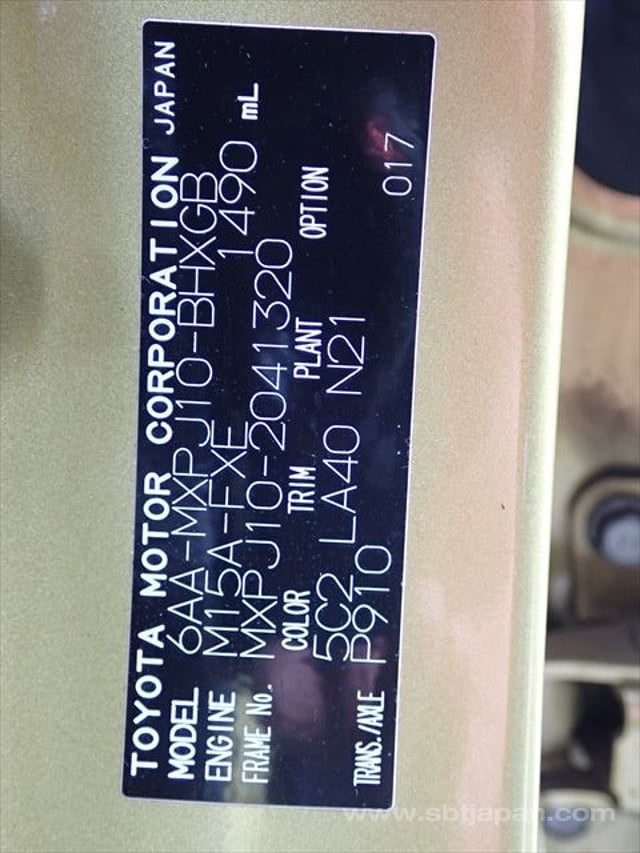 TOYOTA MOTOR CORPORATION JAPAN
MODEL 6AA-MXPJ10-BHXGB
ENGINE M15A-FXE 1490 mL
FRAME No. MXPJ10-2041320
COLOR TRIM PLANT OPTION
5C2 LA40 N21
TRANS./AXLE P910 017
www.sbtjapan.com